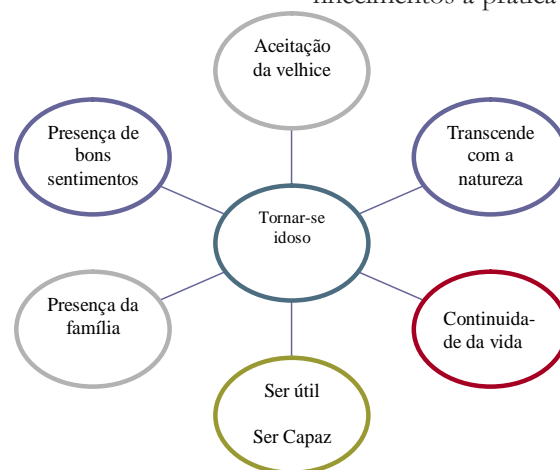 à prática
Aceitação
da velhice
Presença de
bons
sentimentos
Transcende
com a
natureza
Tornar-se
idoso
Presença da
família
Continuida-
de da vida
Ser útil
Ser Capaz